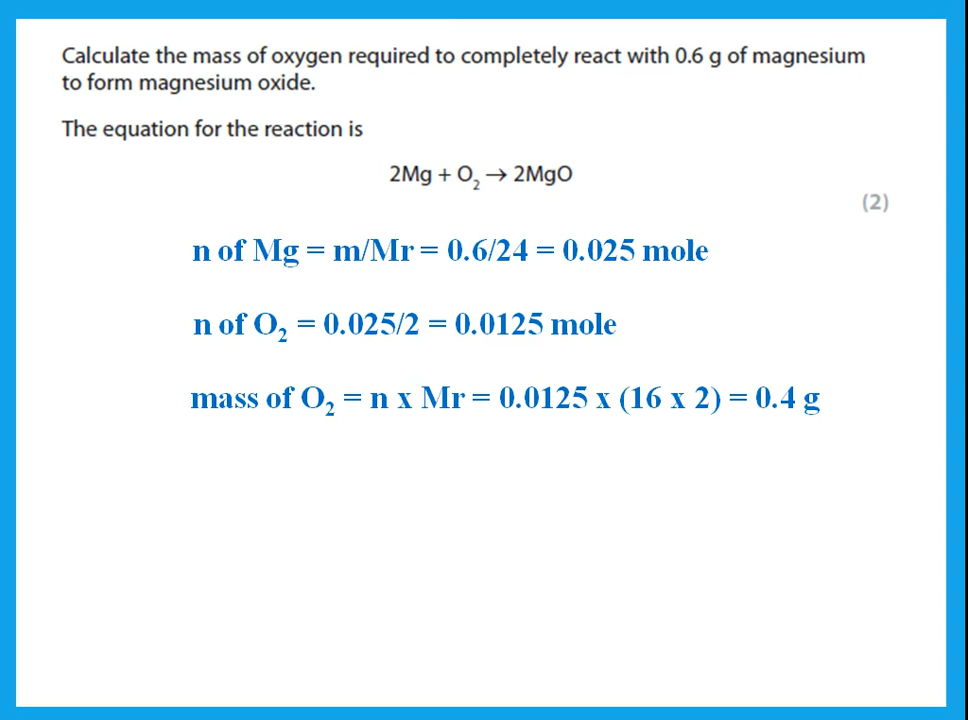 Calculate the mass of oxygen required to completely react with 0.6 g of magnesium
to form magnesium oxide.
The equation for the reaction is
2Mg + O₂ → 2MgO
(2)
n of Mg = m/Mr = 0.6/24 = 0.025 mole
n of O₂ = 0.025/2 = 0.0125 mole
mass of O₂ = n x Mr = 0.0125 x (16 x 2) = 0.4 g